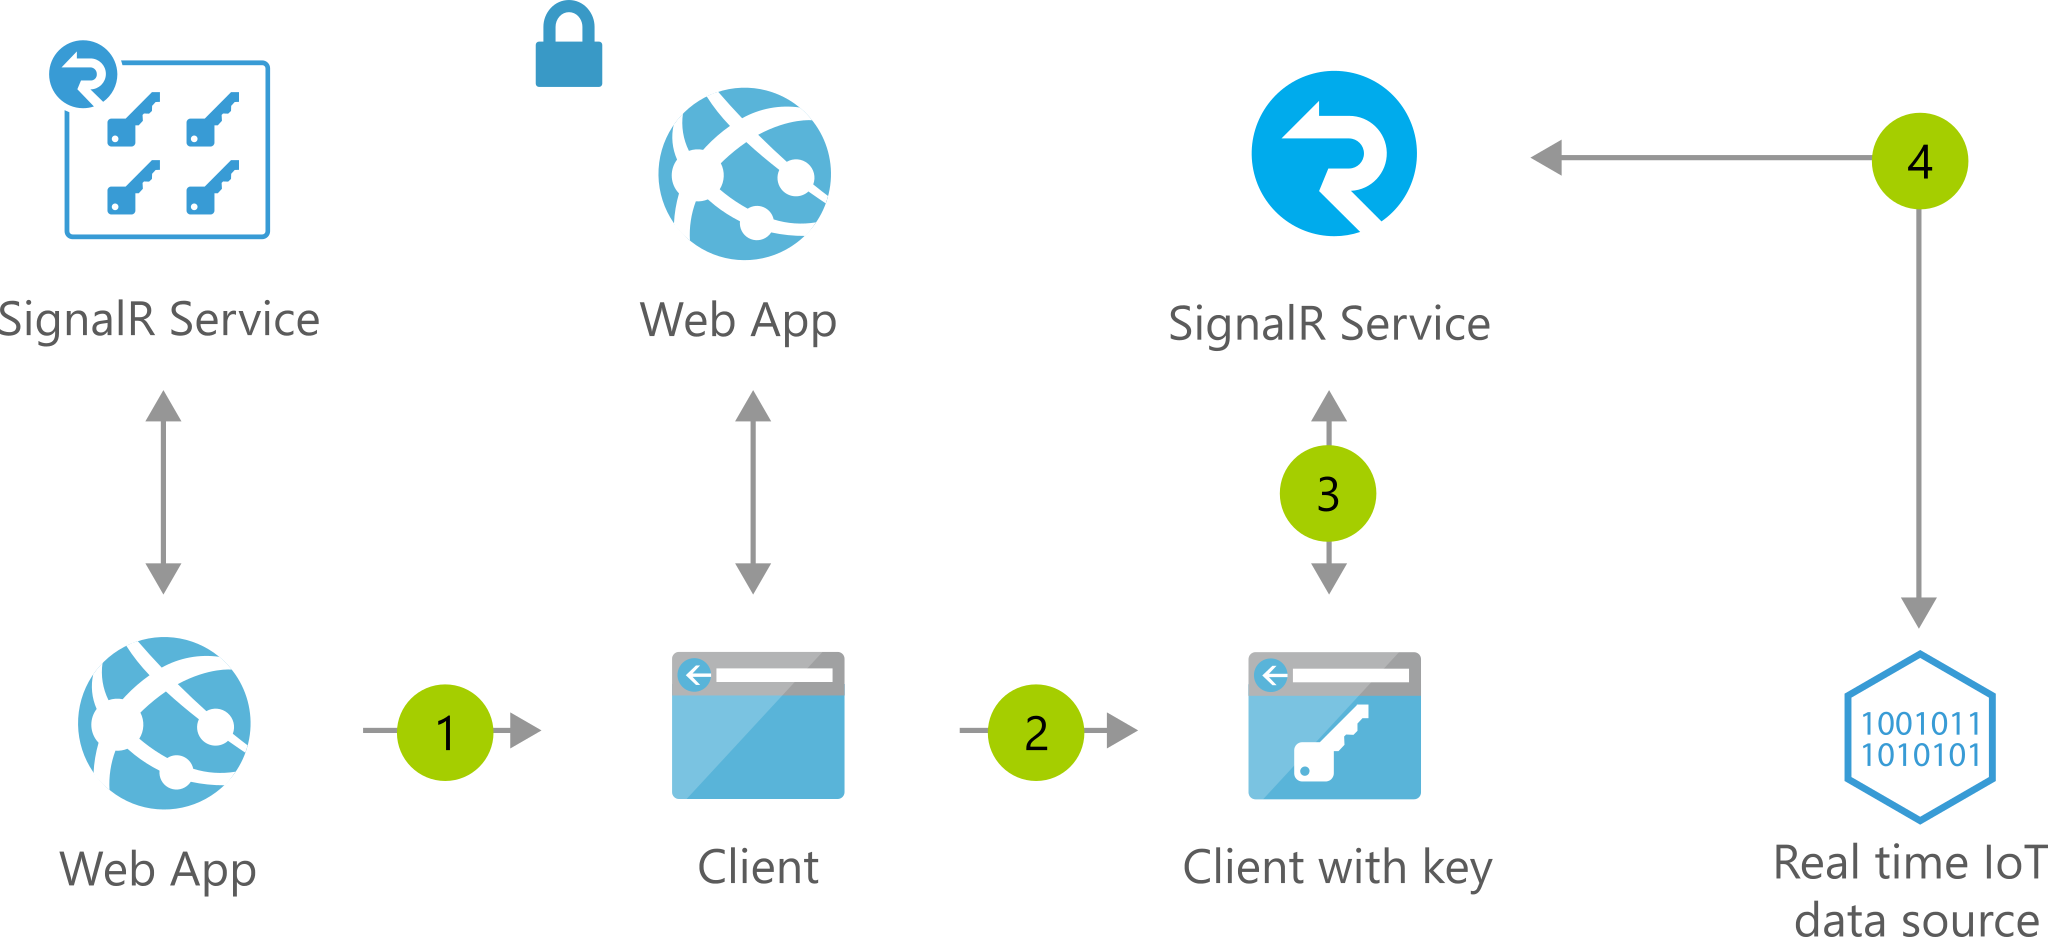 SignalR Service
Web App
SignalR Service
4
3
1
2
1001011
1010101
Web App
Client
Client with key
Real time IoT
data source